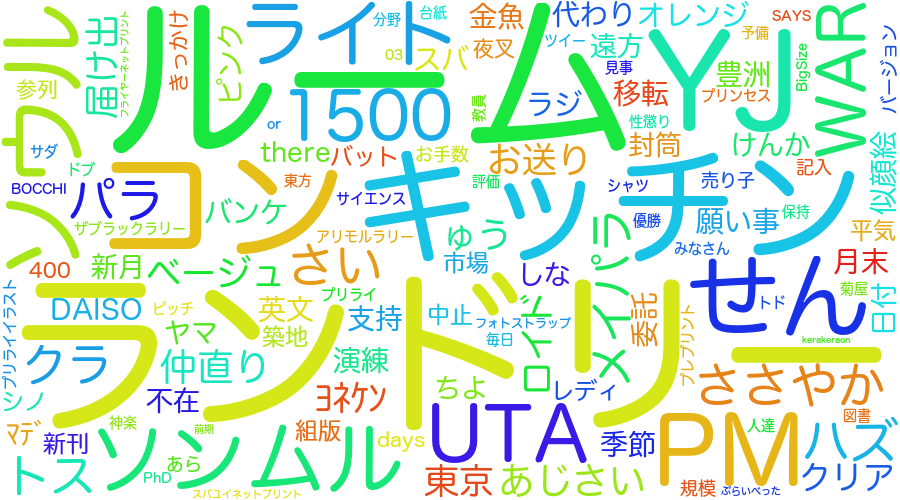 ソウル
ルーム
ライト
1500
YJ
WAR
コン
キッチン
ランドリー
せん
UTA
PM
ソンムル
届け出
参列
フライヤーネットプリント
きっかけ
ピンク
分野
台紙
03
スパ
金魚
夜叉
代わり
オレンジ
ツイー
遠方
見事
移転
豊洲
予備
SAYS
プリンセス
BigSize
バージョン
サダ
ドブ
BOCCHI
パラ
or
there
バット
お手数
教員
ラジ
お送り
性懲り
封筒
けんか
記入
似顔絵
ザブラックラリー
バンケ
東方
サイエンス
評価
シャツ
売り子
優勝
願い事
保持
平気
アリモルラリー
ゆう
市場
メイパラ
みなさん
月末
400
新月
ベージュ
さい
しな
菊屋
シブリライイラスト
DAISO
ピッチ
英文
プリライ
支持
中止
フォトストラップ
ロイド
委託
トド
日付
ヤマ
築地
毎日
プレプリント
kerakeraon
クラ
仲直り
演練
ささやか
シノ
不在
ヨネケン
ちよ
レディ
マデ
新刊
神楽
前期
組版
days
季節
人達
図書
ハズ
トス
PhD
あら
東京
あじさい
規模
ぷらいべった
クリア
スパユイネットプリント